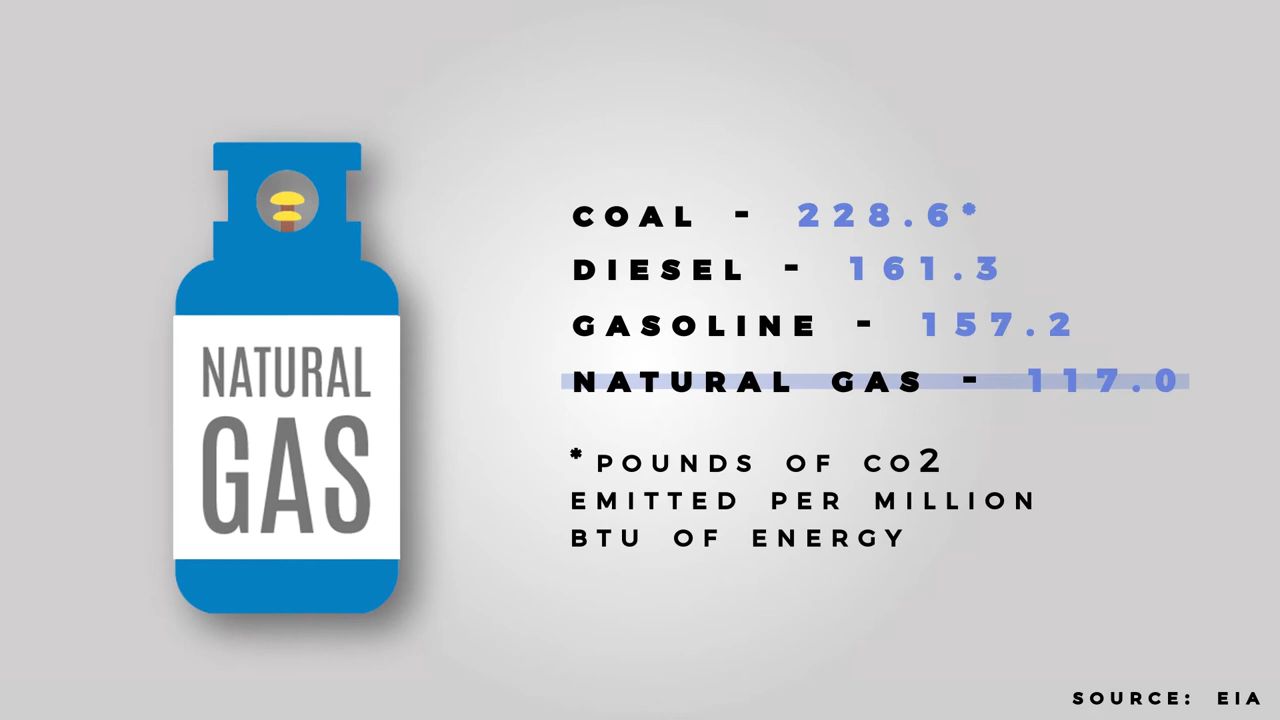 NATURAL
GAS
COAL - 228.6*
DIESEL - 161.3
GASOLINE - 157.2
NATURAL GAS - 117.0
* POUNDS OF CO2
EMITTED PER MILLION
BTU OF ENERGY
SOURCE: EIA